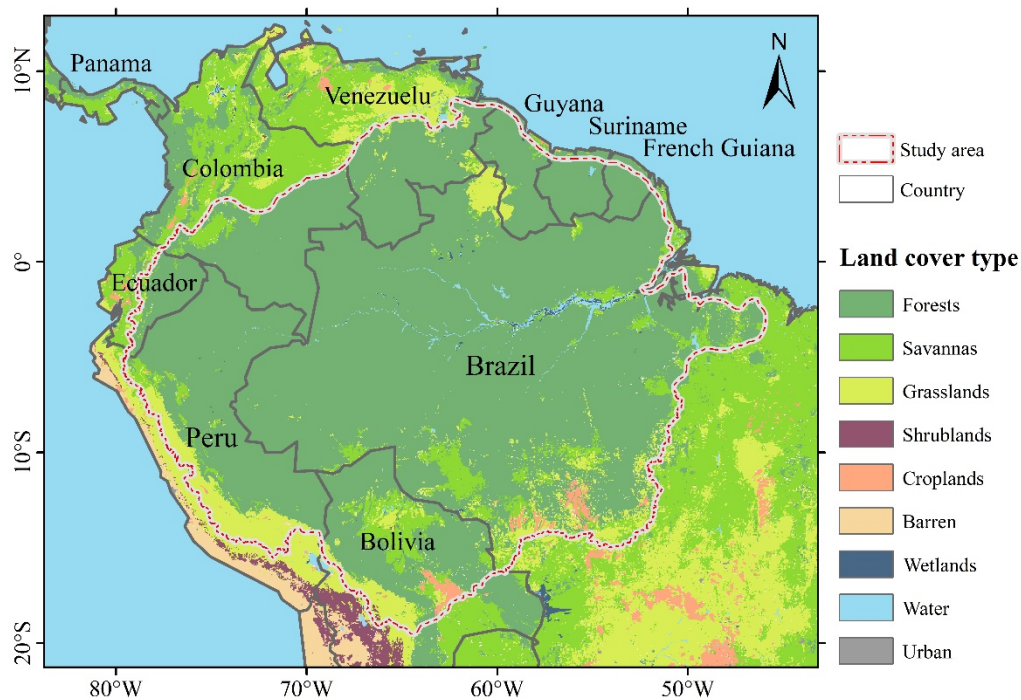 10°N
0°
10°S
20°S
80°W
70°W
60°W
50°W
Panama
Venezuelu
Guyana
Suriname
French Guiana
Colombia
Ecuador
Brazil
Peru
Bolivia
N
Study area
Country
Land cover type
Forests
Savannas
Grasslands
Shrublands
Croplands
Barren
Wetlands
Water
Urban